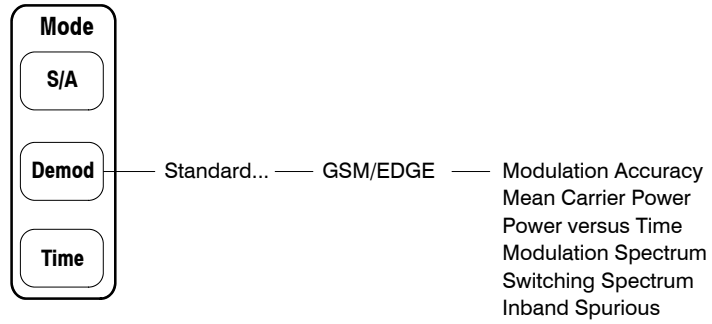 Mode
S/A
Demod Standard... GSM/EDGE Modulation Accuracy
Mean Carrier Power
Power versus Time
Modulation Spectrum
Time Switching Spectrum
Inband Spurious